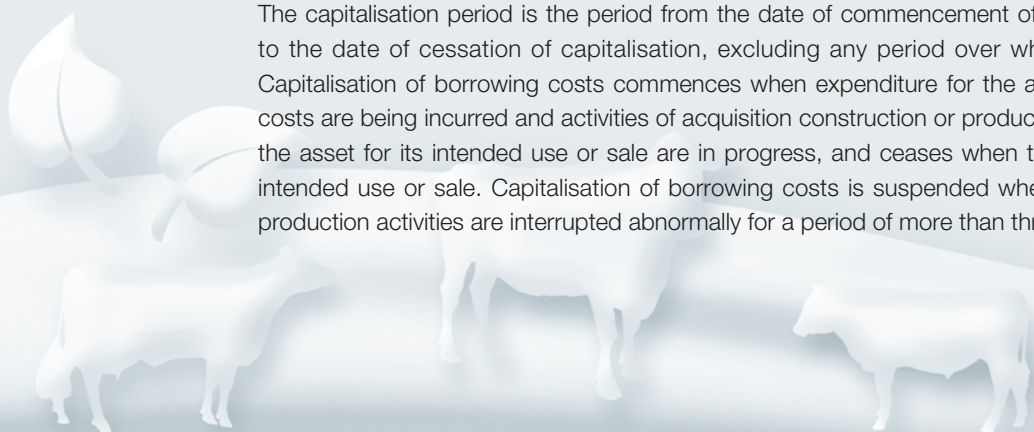 The capitalisation period is the period from the date of commencement of
to the date of cessation of capitalisation, excluding any period over wh
Capitalisation of borrowing costs commences when expenditure for the a
costs are being incurred and activities of acquisition construction or produc
the asset for its intended use or sale are in progress, and ceases when t
intended use or sale. Capitalisation of borrowing costs is suspended whe
production activities are interrupted abnormally for a period of more than thr